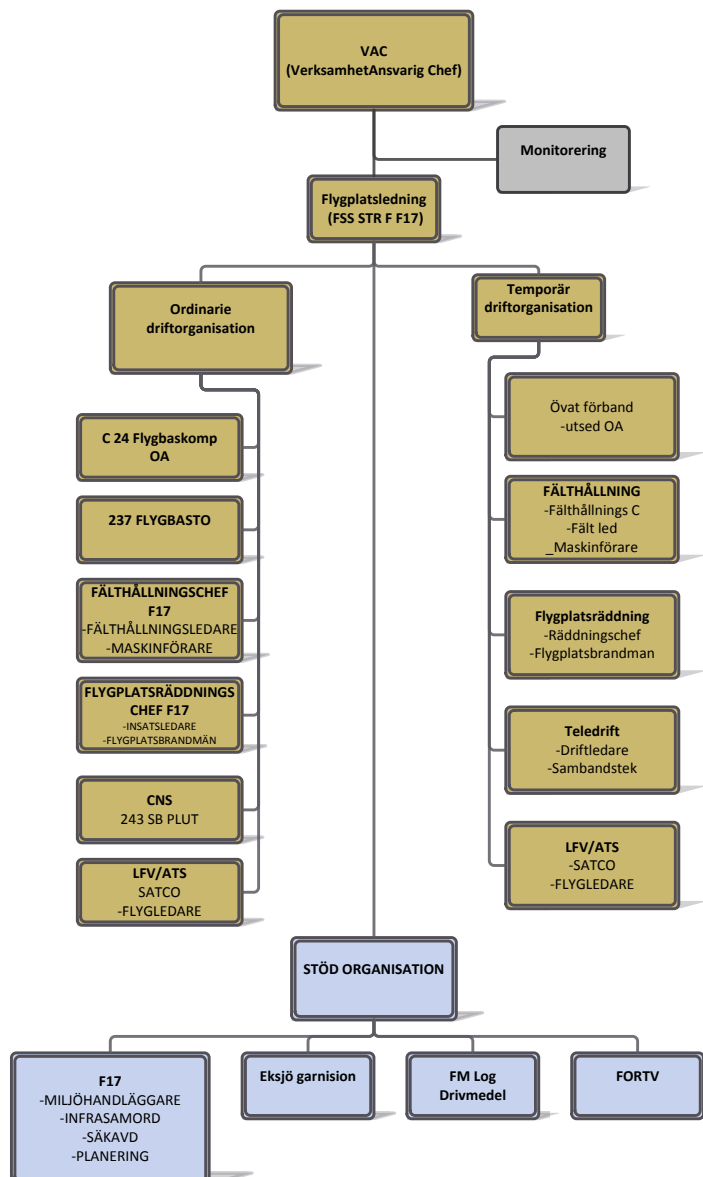 VAC
(VerksamhetAnsvarig Chef)
Monitorering
Flygplatsledning
(FSS STR F F17)
Ordinarie
driftorganisation
C 24 Flygbaskomp
OA
237 FLYGBASTO
FÄLTHÅLLNINGSCHEF
F17
-FÄLTHÅLLNINGSLEDARE
-MASKINFÖRARE
FLYGPLATSRÄDDNINGS
CHEF F17
-INSATSLEDARE
-FLYGPLATSBRANDMÄN
CNS
243 SB PLUT
LFV/ATS
SATCO
-FLYGLEDARE
Temporär
driftorganisation
Övat förband
-utsed OA
FÄLTHÅLLNING
-Fälthållnings C
-Fält led
_Maskinförare
Flygplatsräddning
-Räddningschef
-Flygplatsbrandman
Teledrift
-Driftledare
-Sambandstek
LFV/ATS
-SATCO
-FLYGLEDARE
STÖD ORGANISATION
F17
-MILJÖHANDLÄGGARE
-INFRASAMORD
-SÄKAVD
-PLANERING
Eksjö garnision
FM Log
Drivmedel
FORTV